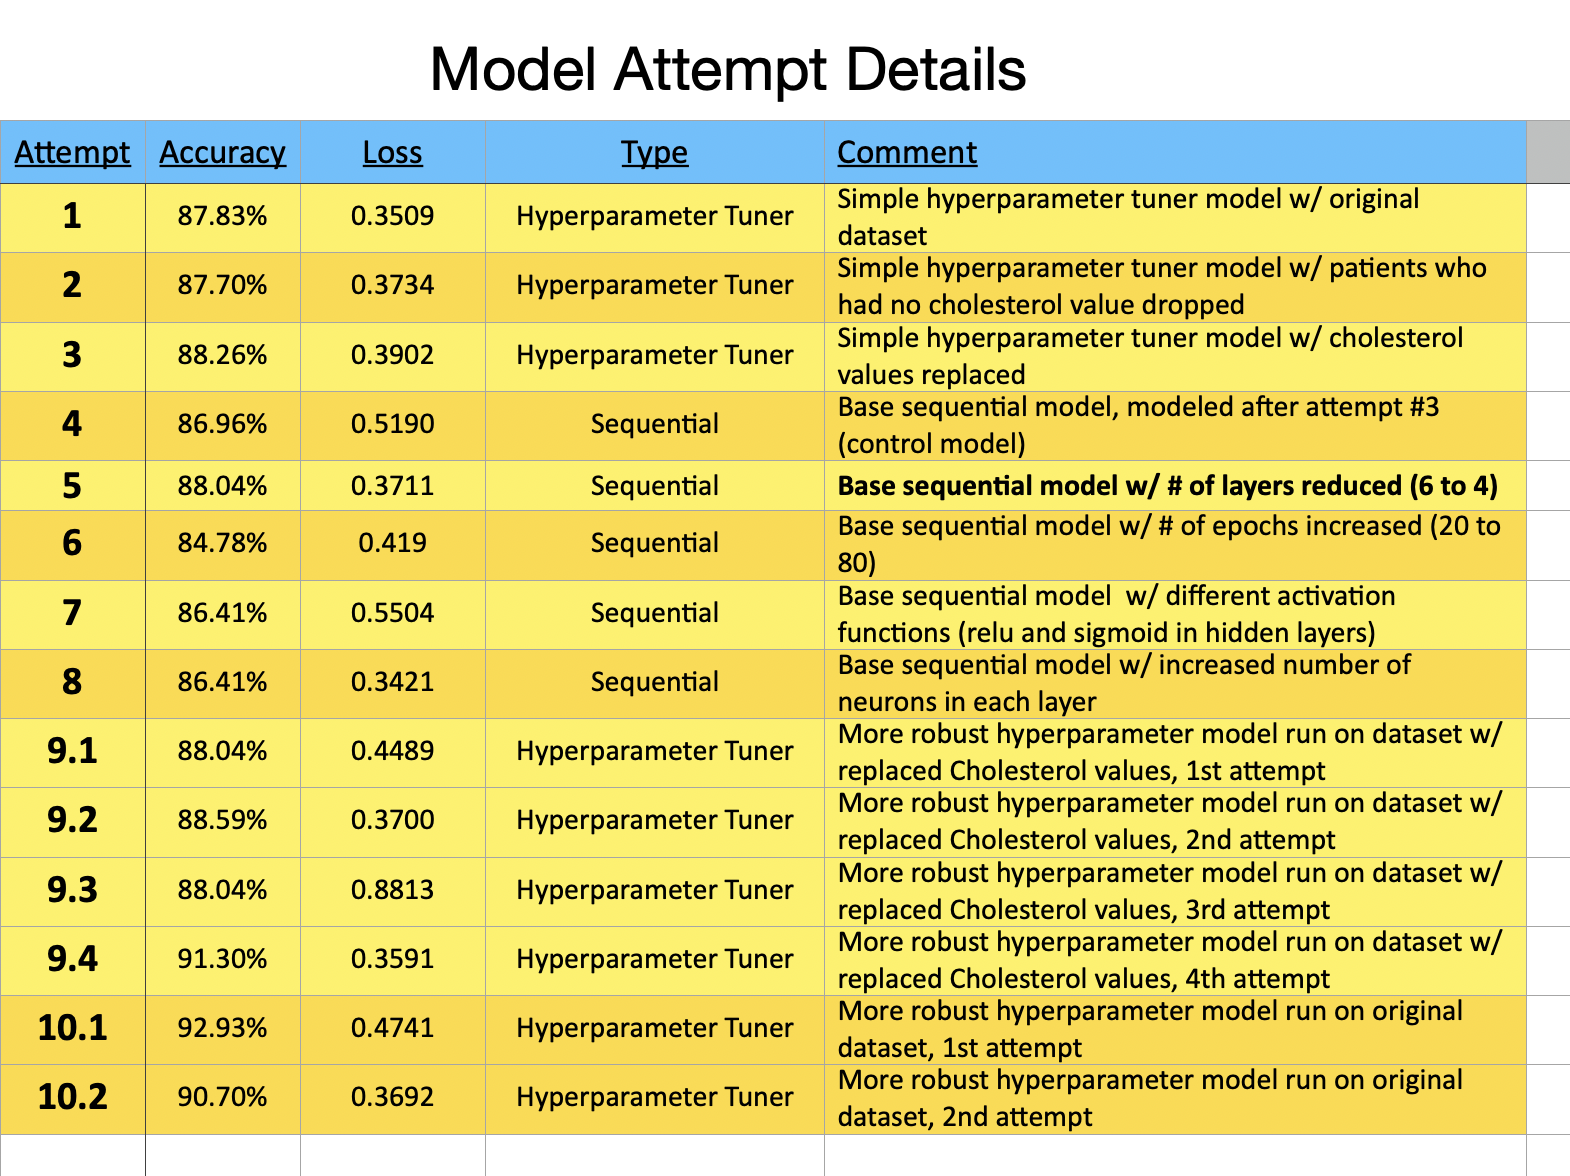 Model Attempt Details
Attempt Accuracy Loss Type Comment
1 87.83% 0.3509 Hyperparameter Tuner Simple hyperparameter tuner model w/ original
dataset
2 87.70% 0.3734 Hyperparameter Tuner Simple hyperparameter tuner model w/ patients who
had no cholesterol value dropped
3 88.26% 0.3902 Hyperparameter Tuner Simple hyperparameter tuner model w/ cholesterol
values replaced
4 86.96% 0.5190 Sequential Base sequential model, modeled after attempt #3
(control model)
5 88.04% 0.3711 Sequential Base sequential model w/ # of layers reduced (6 to 4)
6 84.78% 0.419 Sequential Base sequential model w/ # of epochs increased (20 to
80)
7 86.41% 0.5504 Sequential Base sequential model  w/ different activation
functions (relu and sigmoid in hidden layers)
8 86.41% 0.3421 Sequential Base sequential model w/ increased number of
neurons in each layer
9.1 88.04% 0.4489 Hyperparameter Tuner More robust hyperparameter model run on dataset w/
replaced Cholesterol values, 1st attempt
9.2 88.59% 0.3700 Hyperparameter Tuner More robust hyperparameter model run on dataset w/
replaced Cholesterol values, 2nd attempt
9.3 88.04% 0.8813 Hyperparameter Tuner More robust hyperparameter model run on dataset w/
replaced Cholesterol values, 3rd attempt
9.4 91.30% 0.3591 Hyperparameter Tuner More robust hyperparameter model run on dataset w/
replaced Cholesterol values, 4th attempt
10.1 92.93% 0.4741 Hyperparameter Tuner More robust hyperparameter model run on original
dataset, 1st attempt
10.2 90.70% 0.3692 Hyperparameter Tuner More robust hyperparameter model run on original
dataset, 2nd attempt